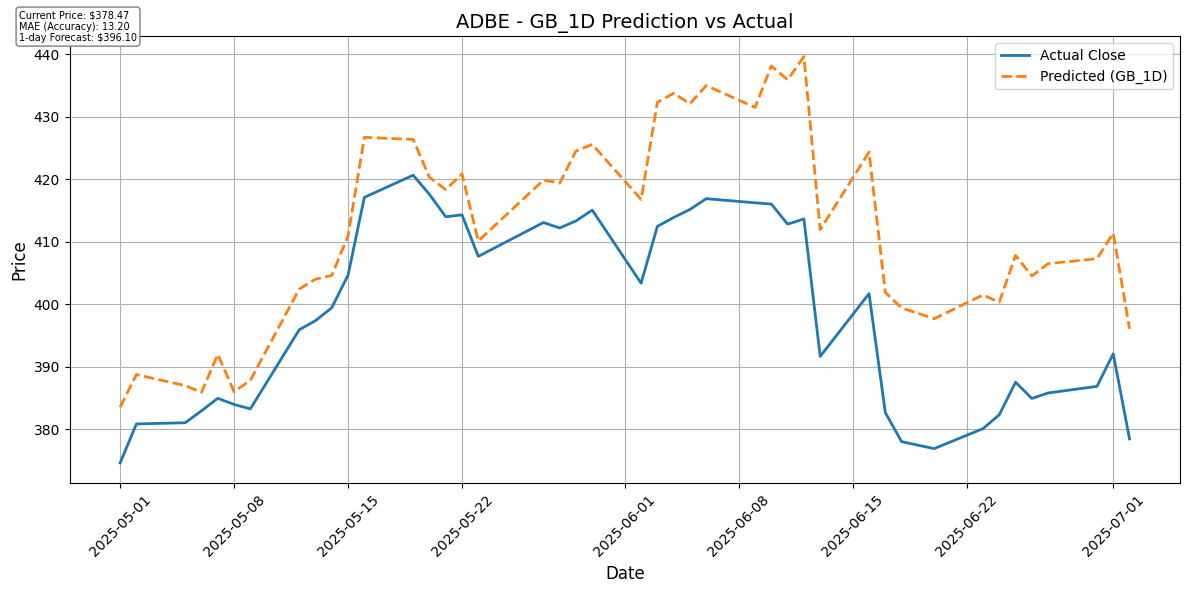 Current Price: $378.47
MAE (Accuracy): 13.20
1-day Forecast: $396.10
ADBE - GB_1D Prediction vs Actual
Actual Close
Predicted (GB_1D)
Price
440
430
420
410
400
390
380
2025-05-01
2025-05-08
2025-05-15
2025-05-22
2025-06-01
2025-06-08
2025-06-15
2025-06-22
2025-07-01
Date